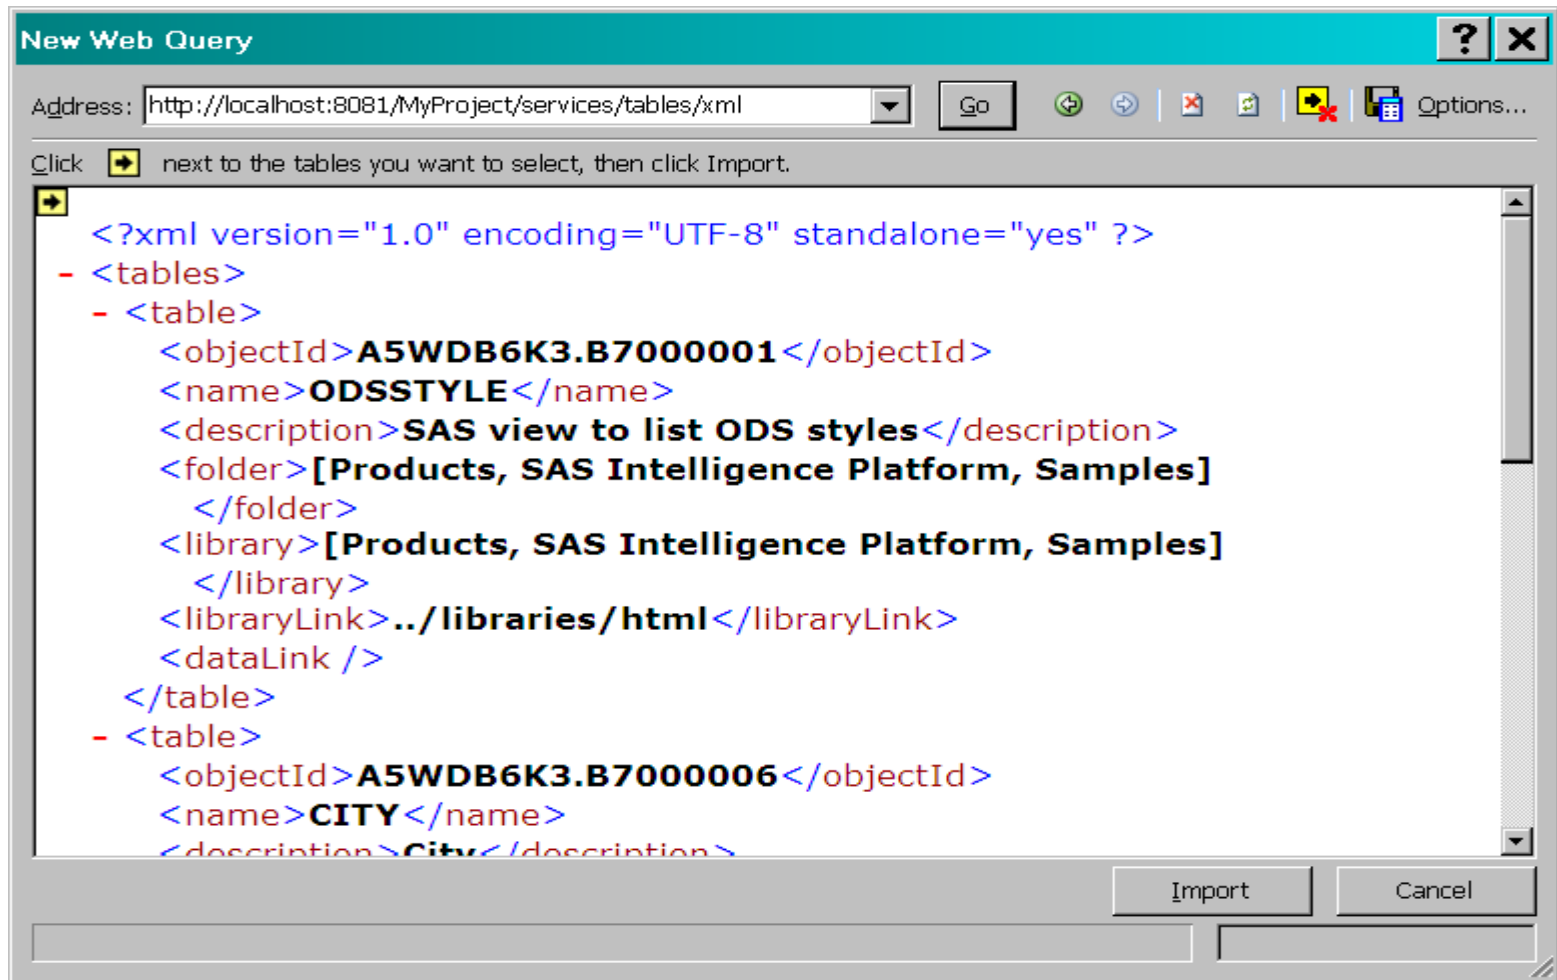 New Web Query
Address: http://localhost:8081/MyProject/services/tables/xml Go Options...
Click next to the tables you want to select, then click Import.
<?xml version="1.0" encoding="UTF-8" standalone="yes" ?>
- <tables>
- <table>
<objectId>A5WDB6K3.B7000001</objectId>
<name>ODSSTYLE</name>
<description>SAS view to list ODS styles</description>
<folder>[Products, SAS Intelligence Platform, Samples]
</folder>
<library>[Products, SAS Intelligence Platform, Samples]
</library>
<libraryLink>../libraries/html</libraryLink>
<dataLink />
</table>
- <table>
<objectId>A5WDB6K3.B7000006</objectId>
<name>CITY</name>
<description>City</description>
Import Cancel